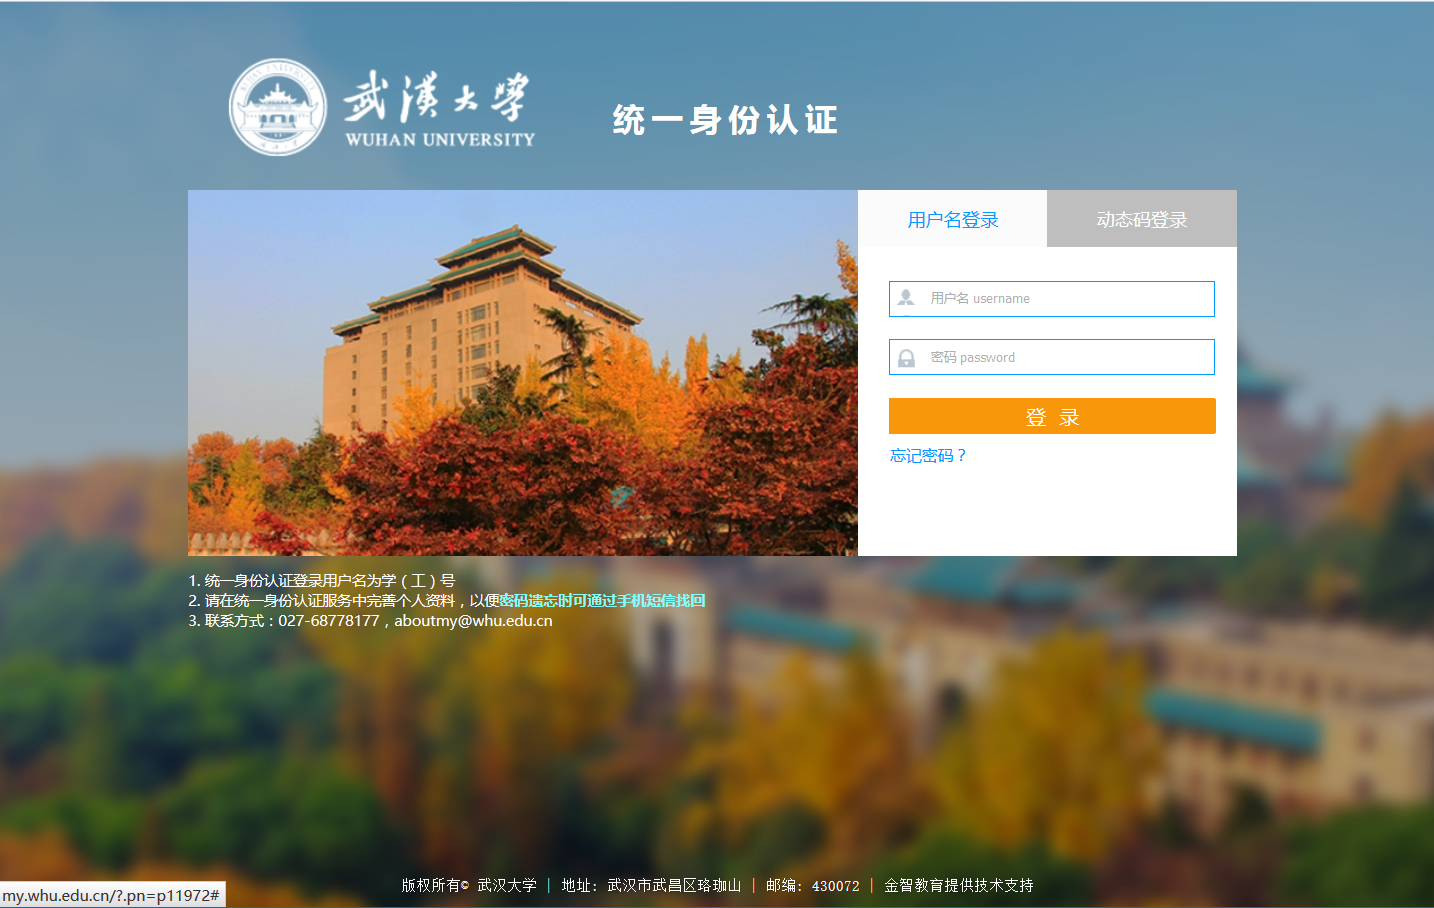 武漢大學
WUHAN UNIVERSITY
统一身份认证
用户名登录
动态码登录
用户名 username
密码 password
登 录
忘记密码？
1. 统一身份认证登录用户名为学（工）号
2. 请在统一身份认证服务中完善个人资料，以便密码遗忘时可通过手机短信找回
3. 联系方式：027-68778177，aboutmy@whu.edu.cn
版权所有© 武汉大学 | 地址：武汉市武昌区珞珈山 | 邮编：430072 | 金智教育提供技术支持
my.whu.edu.cn/?.pn=p11972#